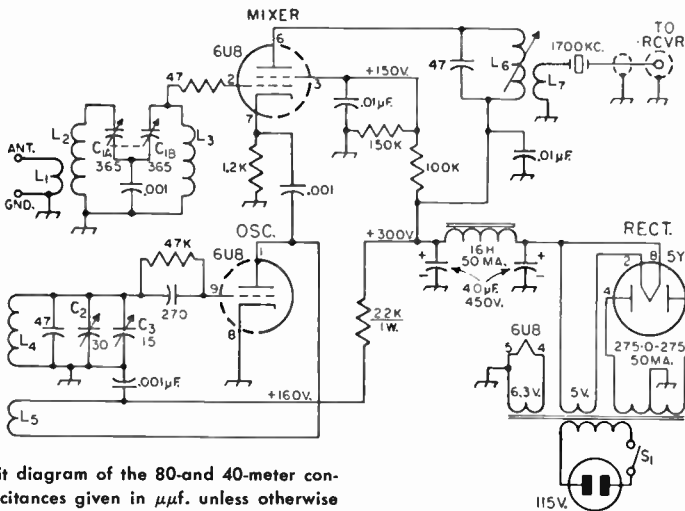 MIXER
6U8
6
2
3
7
47
+150V.
.01µF.
150K
100K
47
L6
L7
1700KC.
TO
RCVR
.01µF.
ANT.
GND.
L1
L2
C1A
365
C1B
365
L3
.001
1.2K
.001
OSC.
6U8
1
9
8
47K
270
L4
47
C2
30
C3
15
.001µF.
L5
+160V.
+300V.
22K
1W.
16H
50 MA.
40µF.
450V.
+
-
+
-
RECT.
5Y
2
8
4
275-0-275
50MA.
6U8
5
4
6.3V.
5V.
S1
115V.
it diagram of the 80-and 40-meter con-
citances given in µµf. unless otherwise